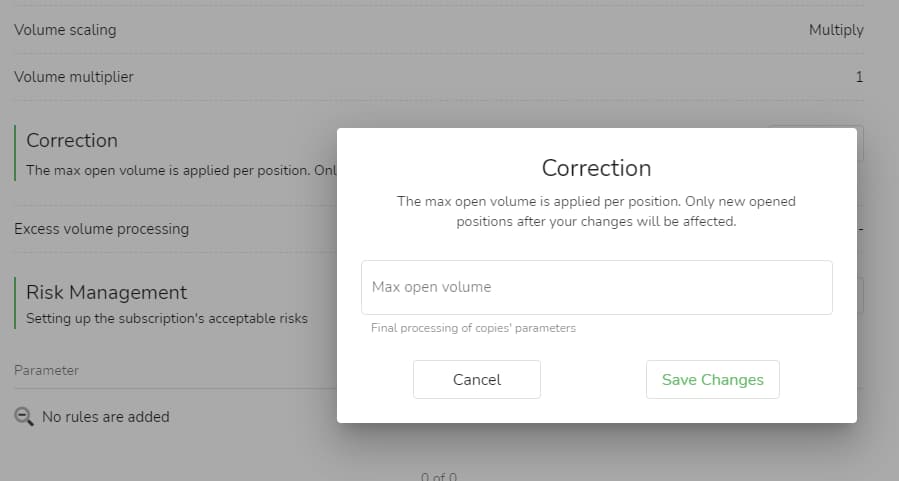 Volume scaling
Multiply
Volume multiplier
1
Correction
The max open volume is applied per position. Onl
Excess volume processing
-
Risk Management
Setting up the subscription's acceptable risks
Parameter
No rules are added
0 of 0
Correction
The max open volume is applied per position. Only new opened
positions after your changes will be affected.
Max open volume
Final processing of copies' parameters
Cancel
Save Changes